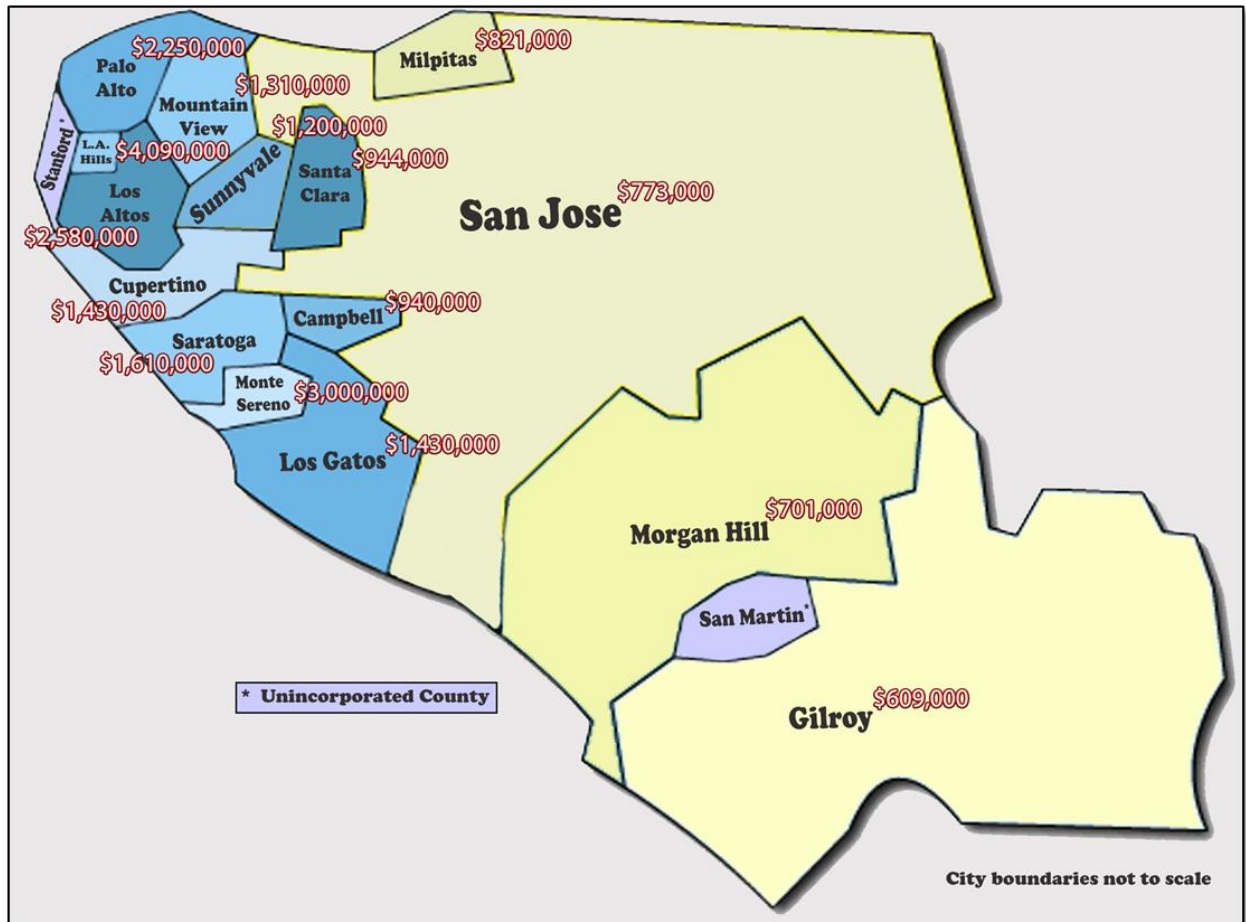 $2,250,000
Palo
Alto
$821,000
Milpitas
$1,310,000
Mountain
View
$1,200,000
Stanford *
L.A.
Hills
$4,090,000
Sunnyvale
Santa
Clara
$944,000
Los
Altos
$2,580,000
San Jose
$773,000
Cupertino
$1,430,000
Campbell
$940,000
Saratoga
$1,610,000
Monte
Sereno
$3,000,000
Los Gatos
$1,430,000
Morgan Hill
$701,000
San Martin*
* Unincorporated County
Gilroy
$609,000
City boundaries not to scale